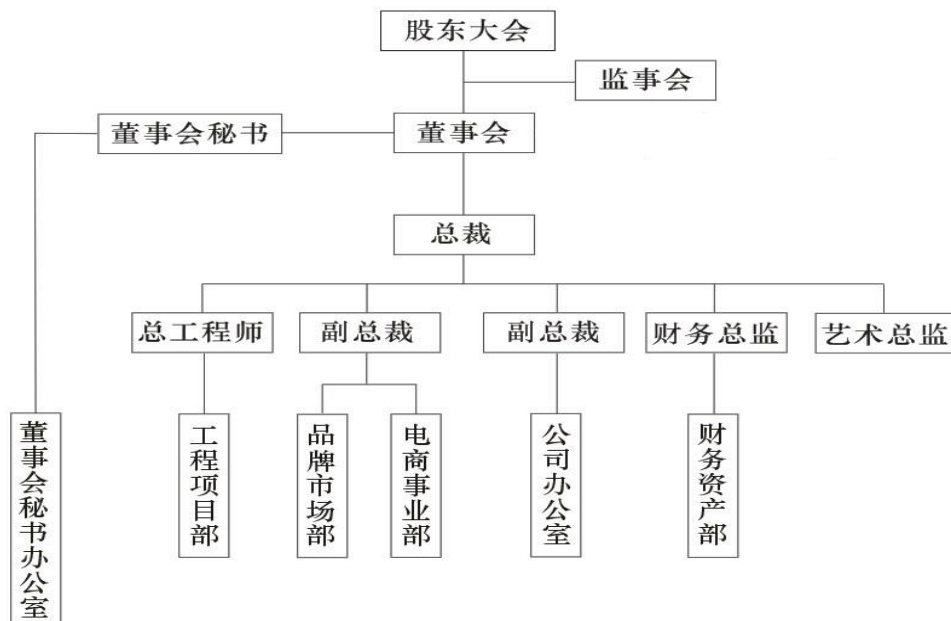 股东大会
监事会
董事会秘书
董事会
总裁
总工程师
副总裁
副总裁
财务总监
艺术总监
董事会秘书办公室
工程项目部
品牌市场部
电商事业部
公司办公室
财务资产部